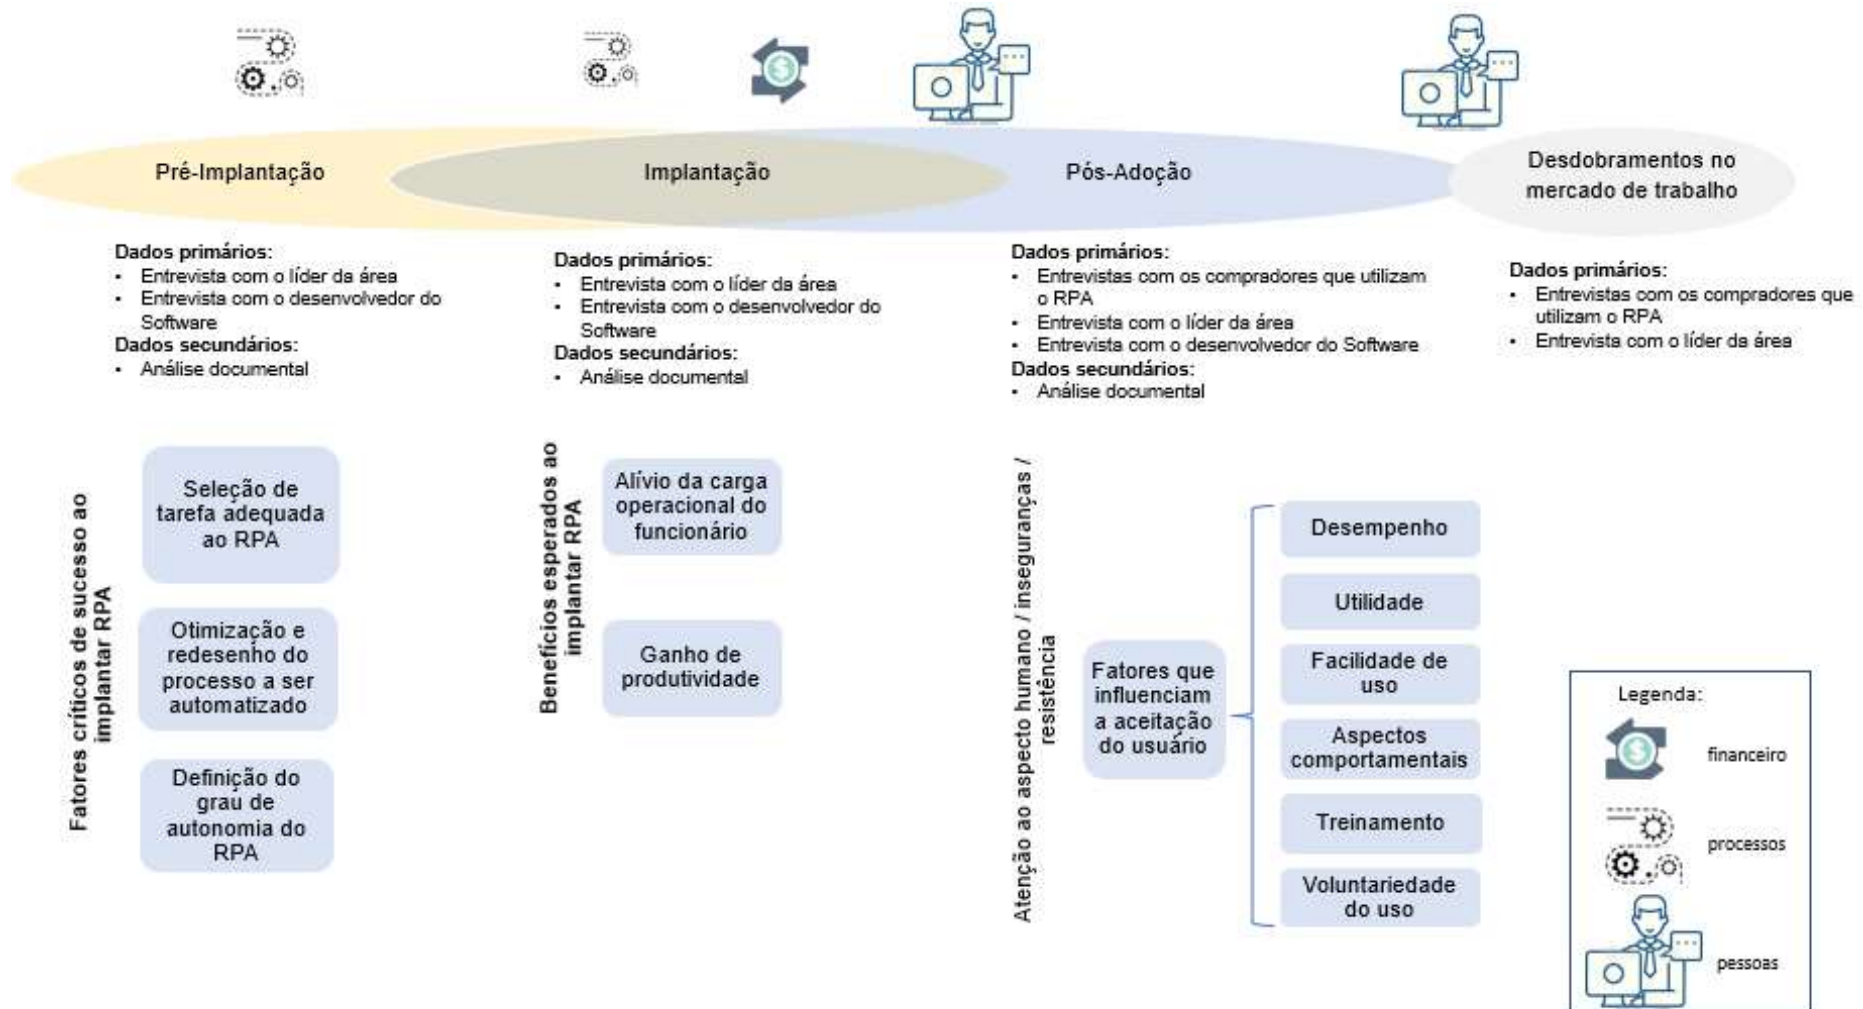 Pré-Implantação
Implantação
Pós-Adoção
Desdobramentos no
mercado de trabalho
Dados primários:
• Entrevista com o líder da área
• Entrevista com o desenvolvedor do
Software
Dados secundários:
• Análise documental
Dados primários:
• Entrevista com o líder da área
• Entrevista com o desenvolvedor do
Software
Dados secundários:
• Análise documental
Dados primários:
• Entrevistas com os compradores que utilizam
o RPA
• Entrevista com o líder da área
• Entrevista com o desenvolvedor do Software
Dados secundários:
• Análise documental
Dados primários:
• Entrevistas com os compradores que
utilizam o RPA
• Entrevista com o líder da área
Fatores críticos de sucesso ao
implantar RPA
Seleção de
tarefa adequada
ao RPA
Otimização e
redesenho do
processo a ser
automatizado
Definição do
grau de
autonomia do
RPA
Benefícios esperados ao
implantar RPA
Alívio da carga
operacional do
funcionário
Ganho de
produtividade
Atenção ao aspecto humano / inseguranças /
resistência
Fatores que
influenciam
a aceitação
do usuário
Desempenho
Utilidade
Facilidade de
uso
Aspectos
comportamentais
Treinamento
Voluntariedade
do uso
Legenda:
$
financeiro
processos
pessoas